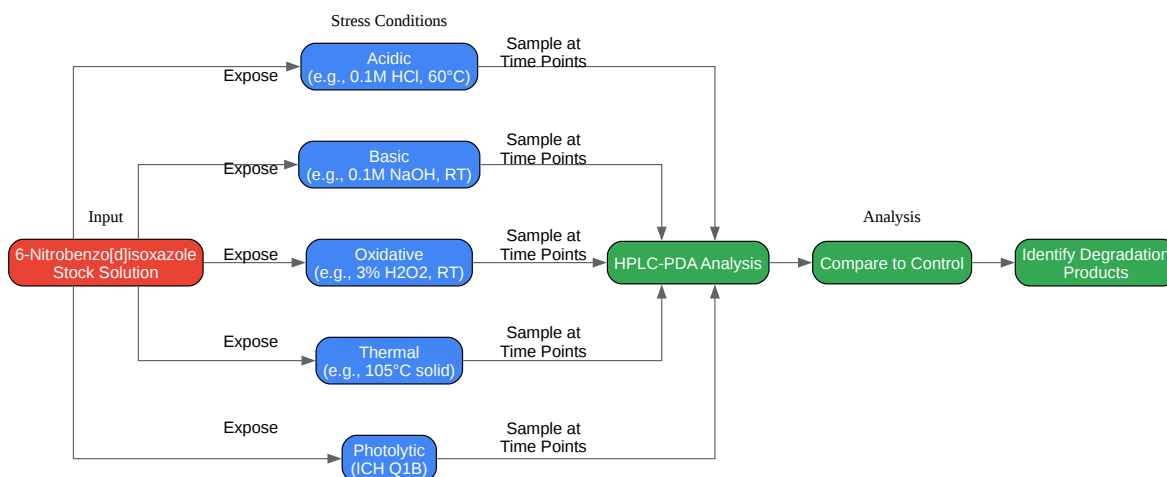 Stress Conditions
Acidic
(e.g., 0.1M HCl, 60°C)
Expose
Sample at
Time Points
Basic
(e.g., 0.1M NaOH, RT)
Expose
Sample at
Time Points
Input
6-Nitrobenzo[d]isoxazole
Stock Solution
Expose
Oxidative
(e.g., 3% H2O2, RT)
Sample at
Time Points
Analysis
HPLC-PDA Analysis
Compare to Control
Identify Degradation
Products
Expose
Thermal
(e.g., 105°C solid)
Sample at
Time Points
Expose
Photolytic
(ICH Q1B)
Sample at
Time Points